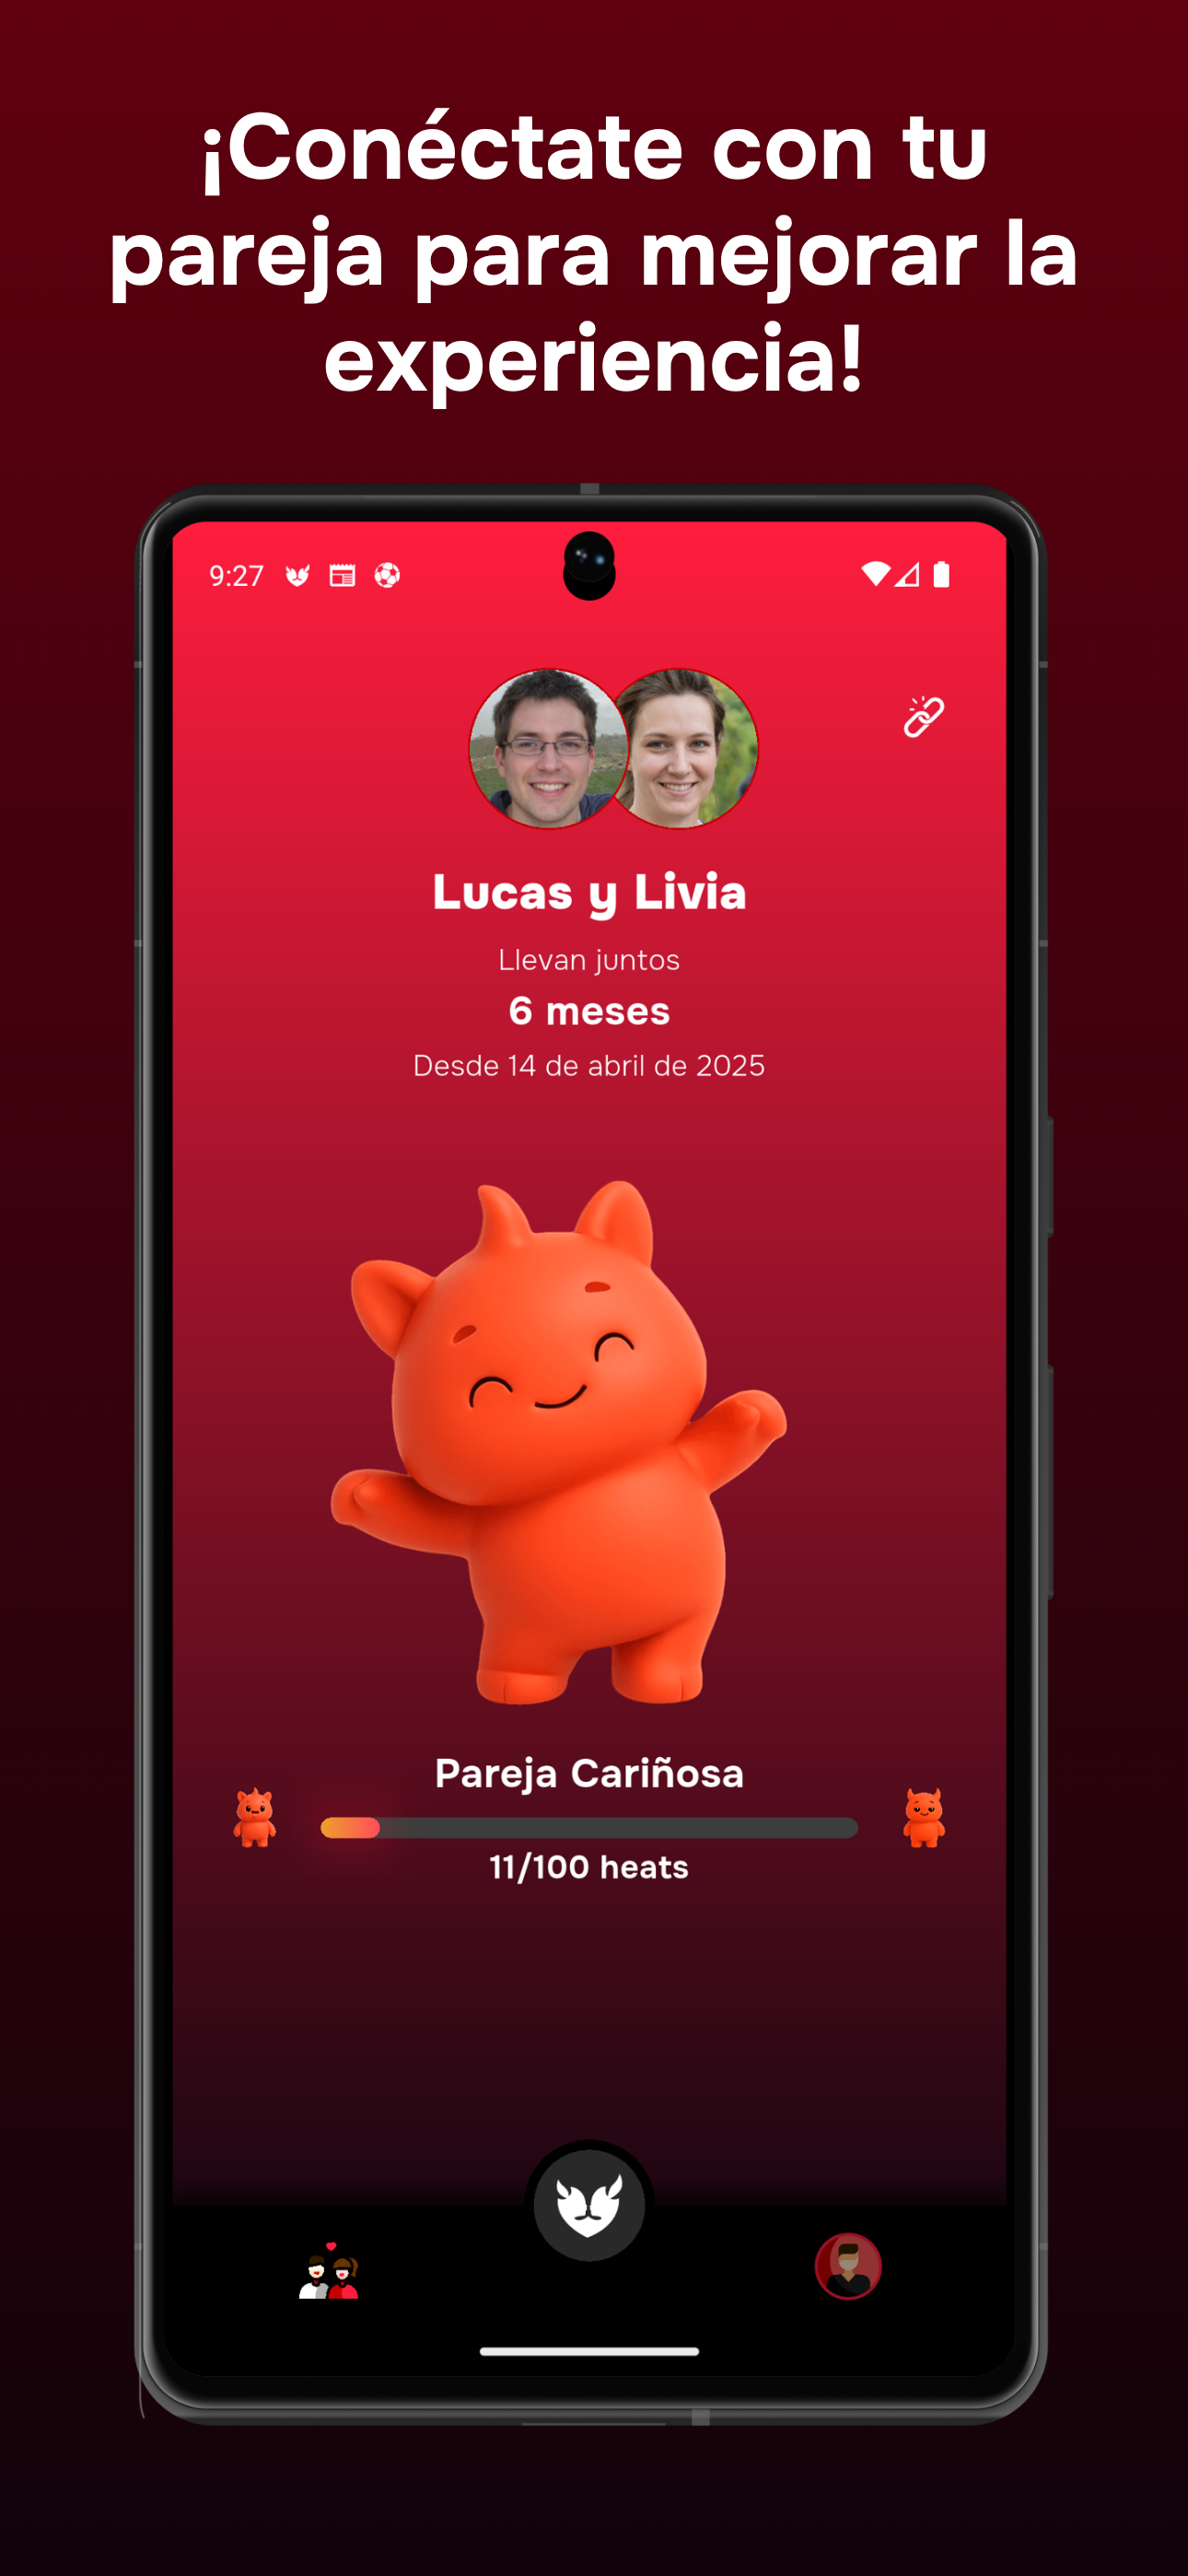 ¡Conéctate con tu
pareja para mejorar la
experiencia!
9:27
Lucas y Livia
Llevan juntos
6 meses
Desde 14 de abril de 2025
Pareja Cariñosa
11/100 heats